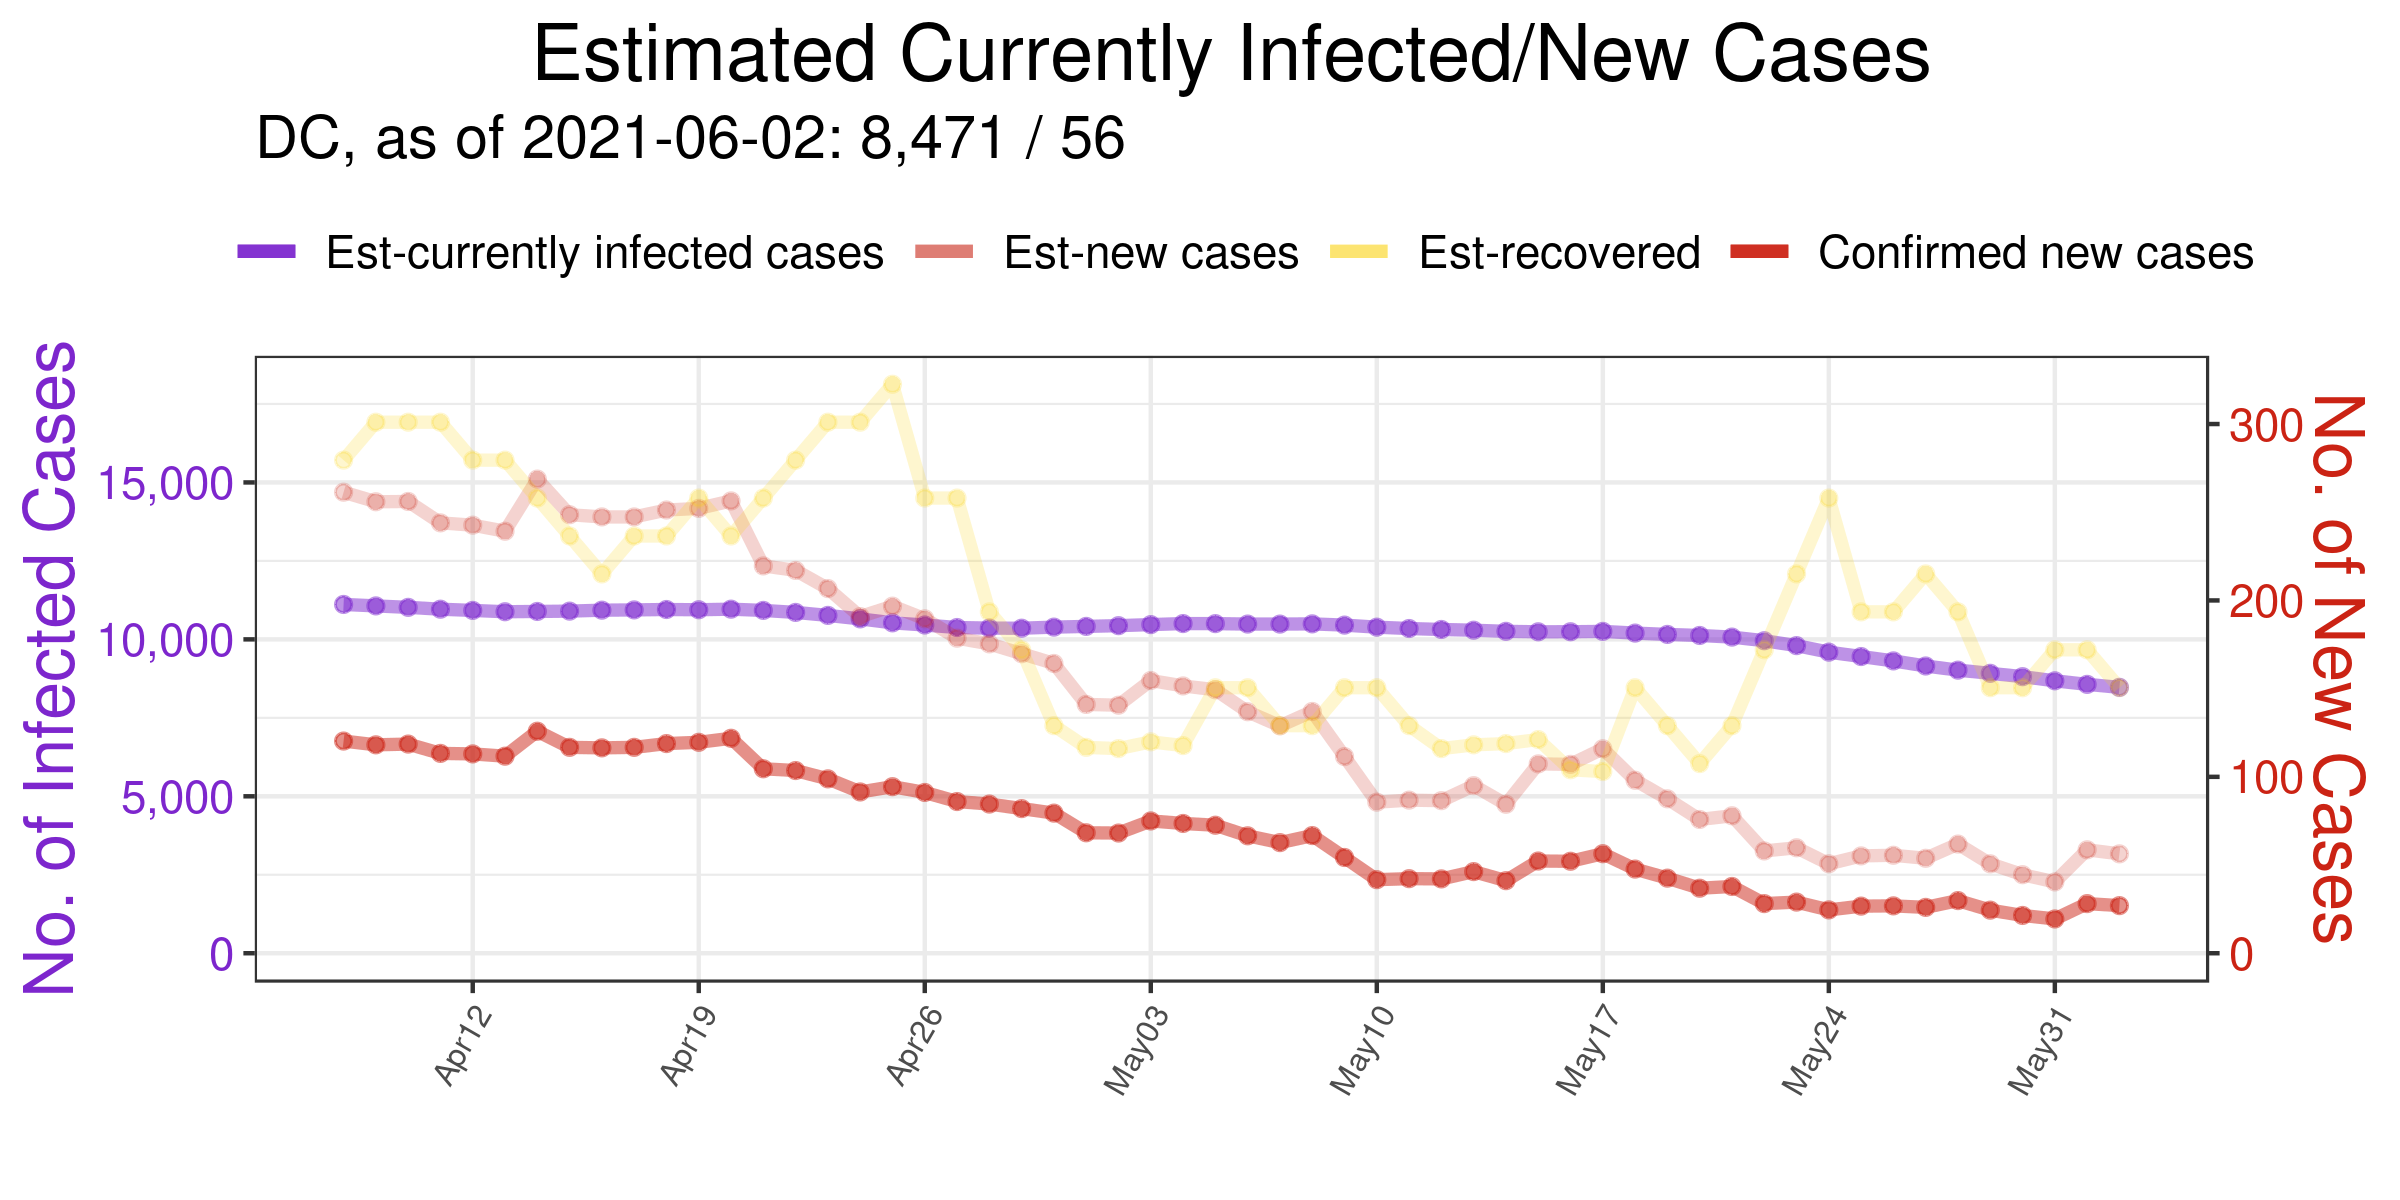 Estimated Currently Infected/New Cases
DC, as of 2021-06-02: 8,471 / 56
Est-currently infected cases Est-new cases Est-recovered Confirmed new cases
No. of Infected Cases
15,000
10,000
5,000
0
300
200
100
0
No. of New Cases
Apr12 Apr19 Apr26 May03 May10 May17 May24 May31